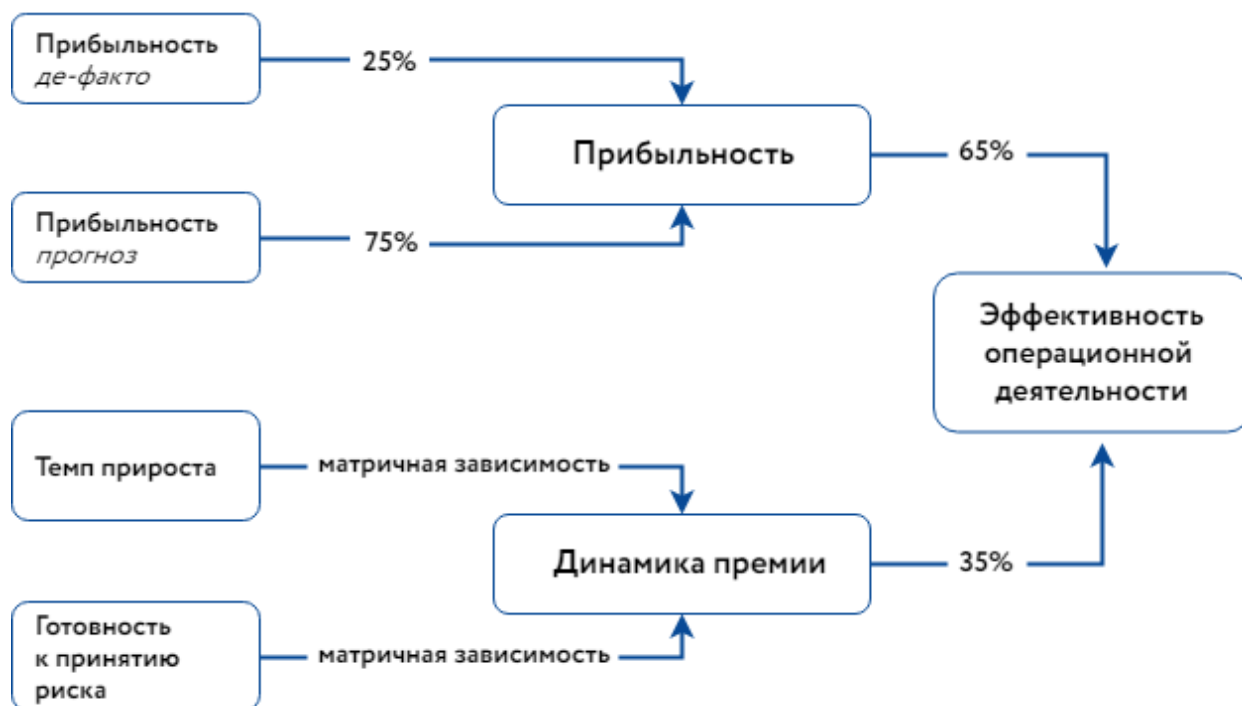 Прибыльность
де-факто
25%
Прибыльность
65%
Прибыльность
прогноз
75%
Эффективность
операционной
деятельности
Темп прироста
матричная зависимость
Динамика премии
35%
Готовность
к принятию
риска
матричная зависимость